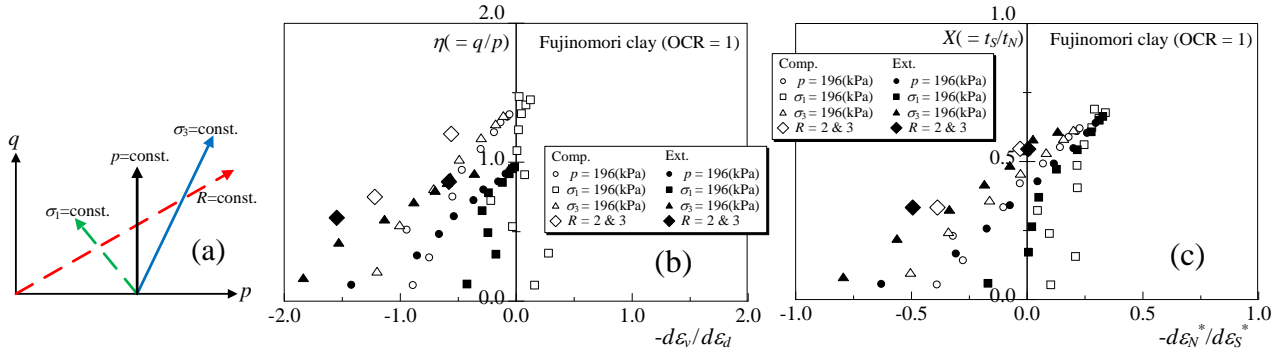 q
σ3=const.
p=const.
R=const.
σ1=const.
(a)
p
2.0
η(= q/p)
Fujinomori clay (OCR = 1)
Comp. Ext.
p = 196(kPa) p = 196(kPa)
σ1 = 196(kPa) σ1 = 196(kPa)
σ3 = 196(kPa) σ3 = 196(kPa)
R = 2 & 3 R = 2 & 3
1.0
(b)
0.0
-2.0 -1.0 0.0 1.0 2.0
-dεv/dεd
1.0
X(= tS/tN)
Fujinomori clay (OCR = 1)
Comp. Ext.
p = 196(kPa) p = 196(kPa)
σ1 = 196(kPa) σ1 = 196(kPa)
σ3 = 196(kPa) σ3 = 196(kPa)
R = 2 & 3 R = 2 & 3
0.5
(c)
0.0
-1.0 -0.5 0.0 0.5 1.0
-dεN*/dεS*